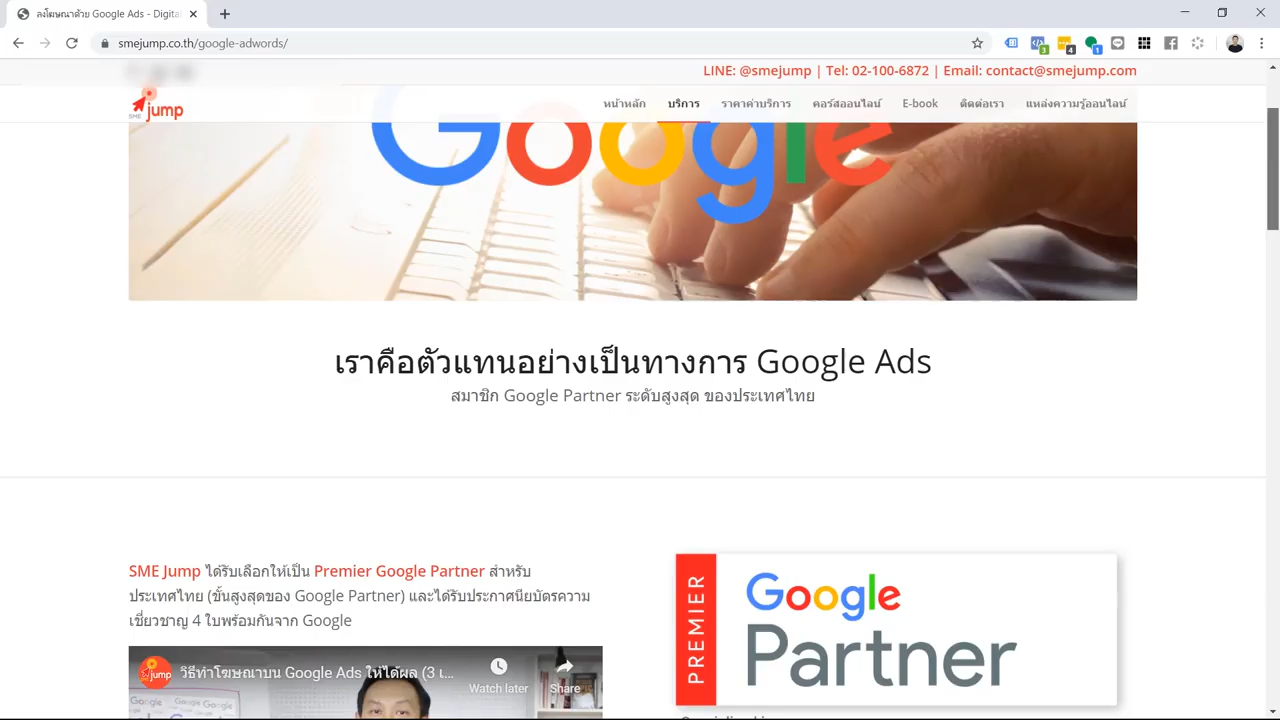 ลงโฆษณาด้วย Google Ads - Digita
smejump.co.th/google-adwords/
3
4
1
LINE: @smejump | Tel: 02-100-6872 | Email: contact@smejump.com
SME jump
หน้าหลัก บริการ ราคาค่าบริการ คอร์สออนไลน์ E-book ติดต่อเรา แหล่งความรู้ออนไลน์
Google
เราคือตัวแทนอย่างเป็นทางการ Google Ads
สมาชิก Google Partner ระดับสูงสุด ของประเทศไทย
SME Jump ได้รับเลือกให้เป็น Premier Google Partner สำหรับ
ประเทศไทย (ขั้นสูงสุดของ Google Partner) และได้รับประกาศนียบัตรความ
เชี่ยวชาญ 4 ใบพร้อมกันจาก Google
jump
วิธีทำโฆษณาบน Google Ads ให้ได้ผล (3 เ...
Watch later
Share
Google Google
PREMIER
Google
Partner